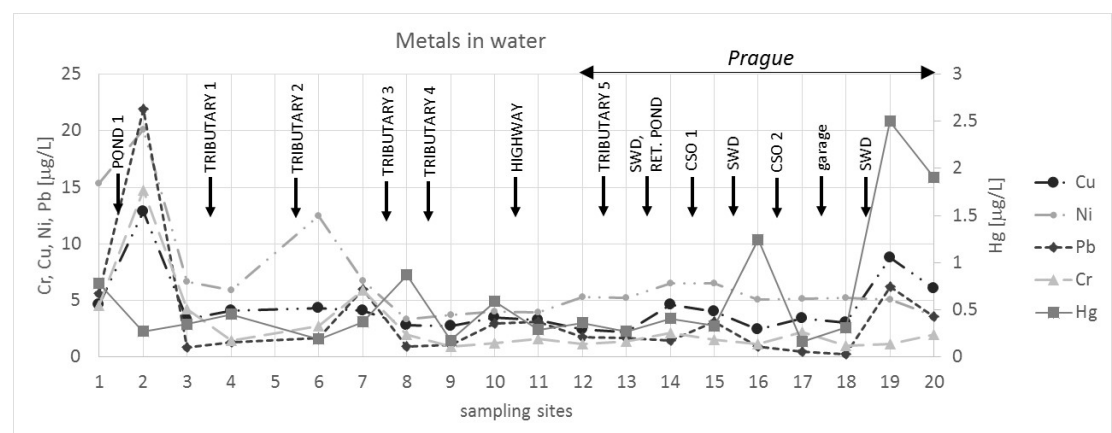 Metals in water
Prague
25
20
15
10
5
0
Cr, Cu, Ni, Pb [µg/L]
3
2.5
2
1.5
1
0.5
0
Hg [µg/L]
POND 1
TRIBUTARY 1
TRIBUTARY 2
TRIBUTARY 3
TRIBUTARY 4
HIGHWAY
TRIBUTARY 5
SWD,
RET. POND
CSO 1
SWD
CSO 2
garage
SWD
1 2 3 4 6 7 8 9 10 11 12 13 14 15 16 17 18 19 20
sampling sites
Cu
Ni
Pb
Cr
Hg